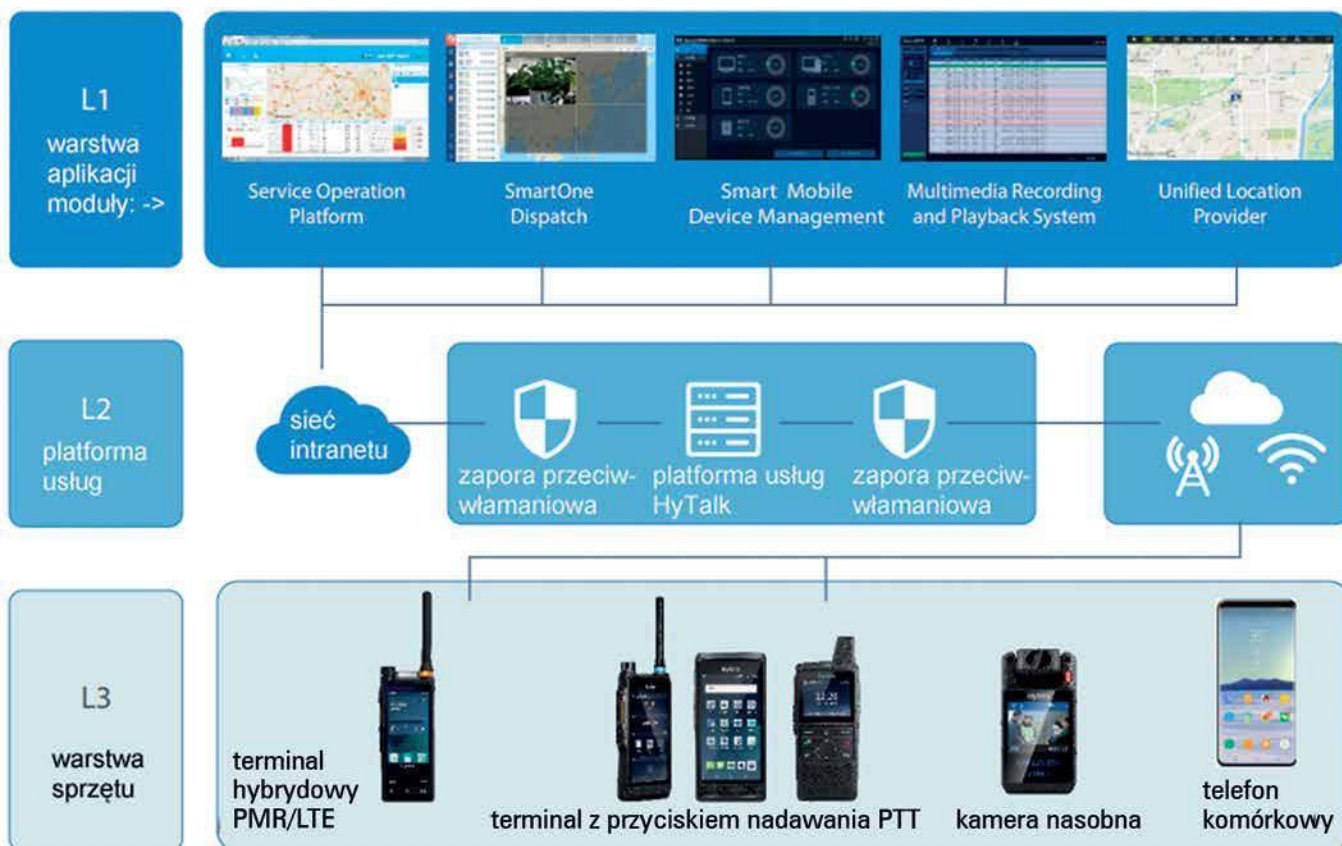 L1
warstwa
aplikacji
moduły: ->
Service Operation
Platform
SmartOne
Dispatch
Smart Mobile
Device Management
Multimedia Recording
and Playback System
Unified Location
Provider
L2
platforma
usług
sieć
intranetu
zapora przeciw-
włamaniowa
platforma usług
HyTalk
zapora przeciw-
włamaniowa
L3
warstwa
sprzętu
terminal
hybrydowy
PMR/LTE
terminal z przyciskiem nadawania PTT
kamera nasobna
telefon
komórkowy